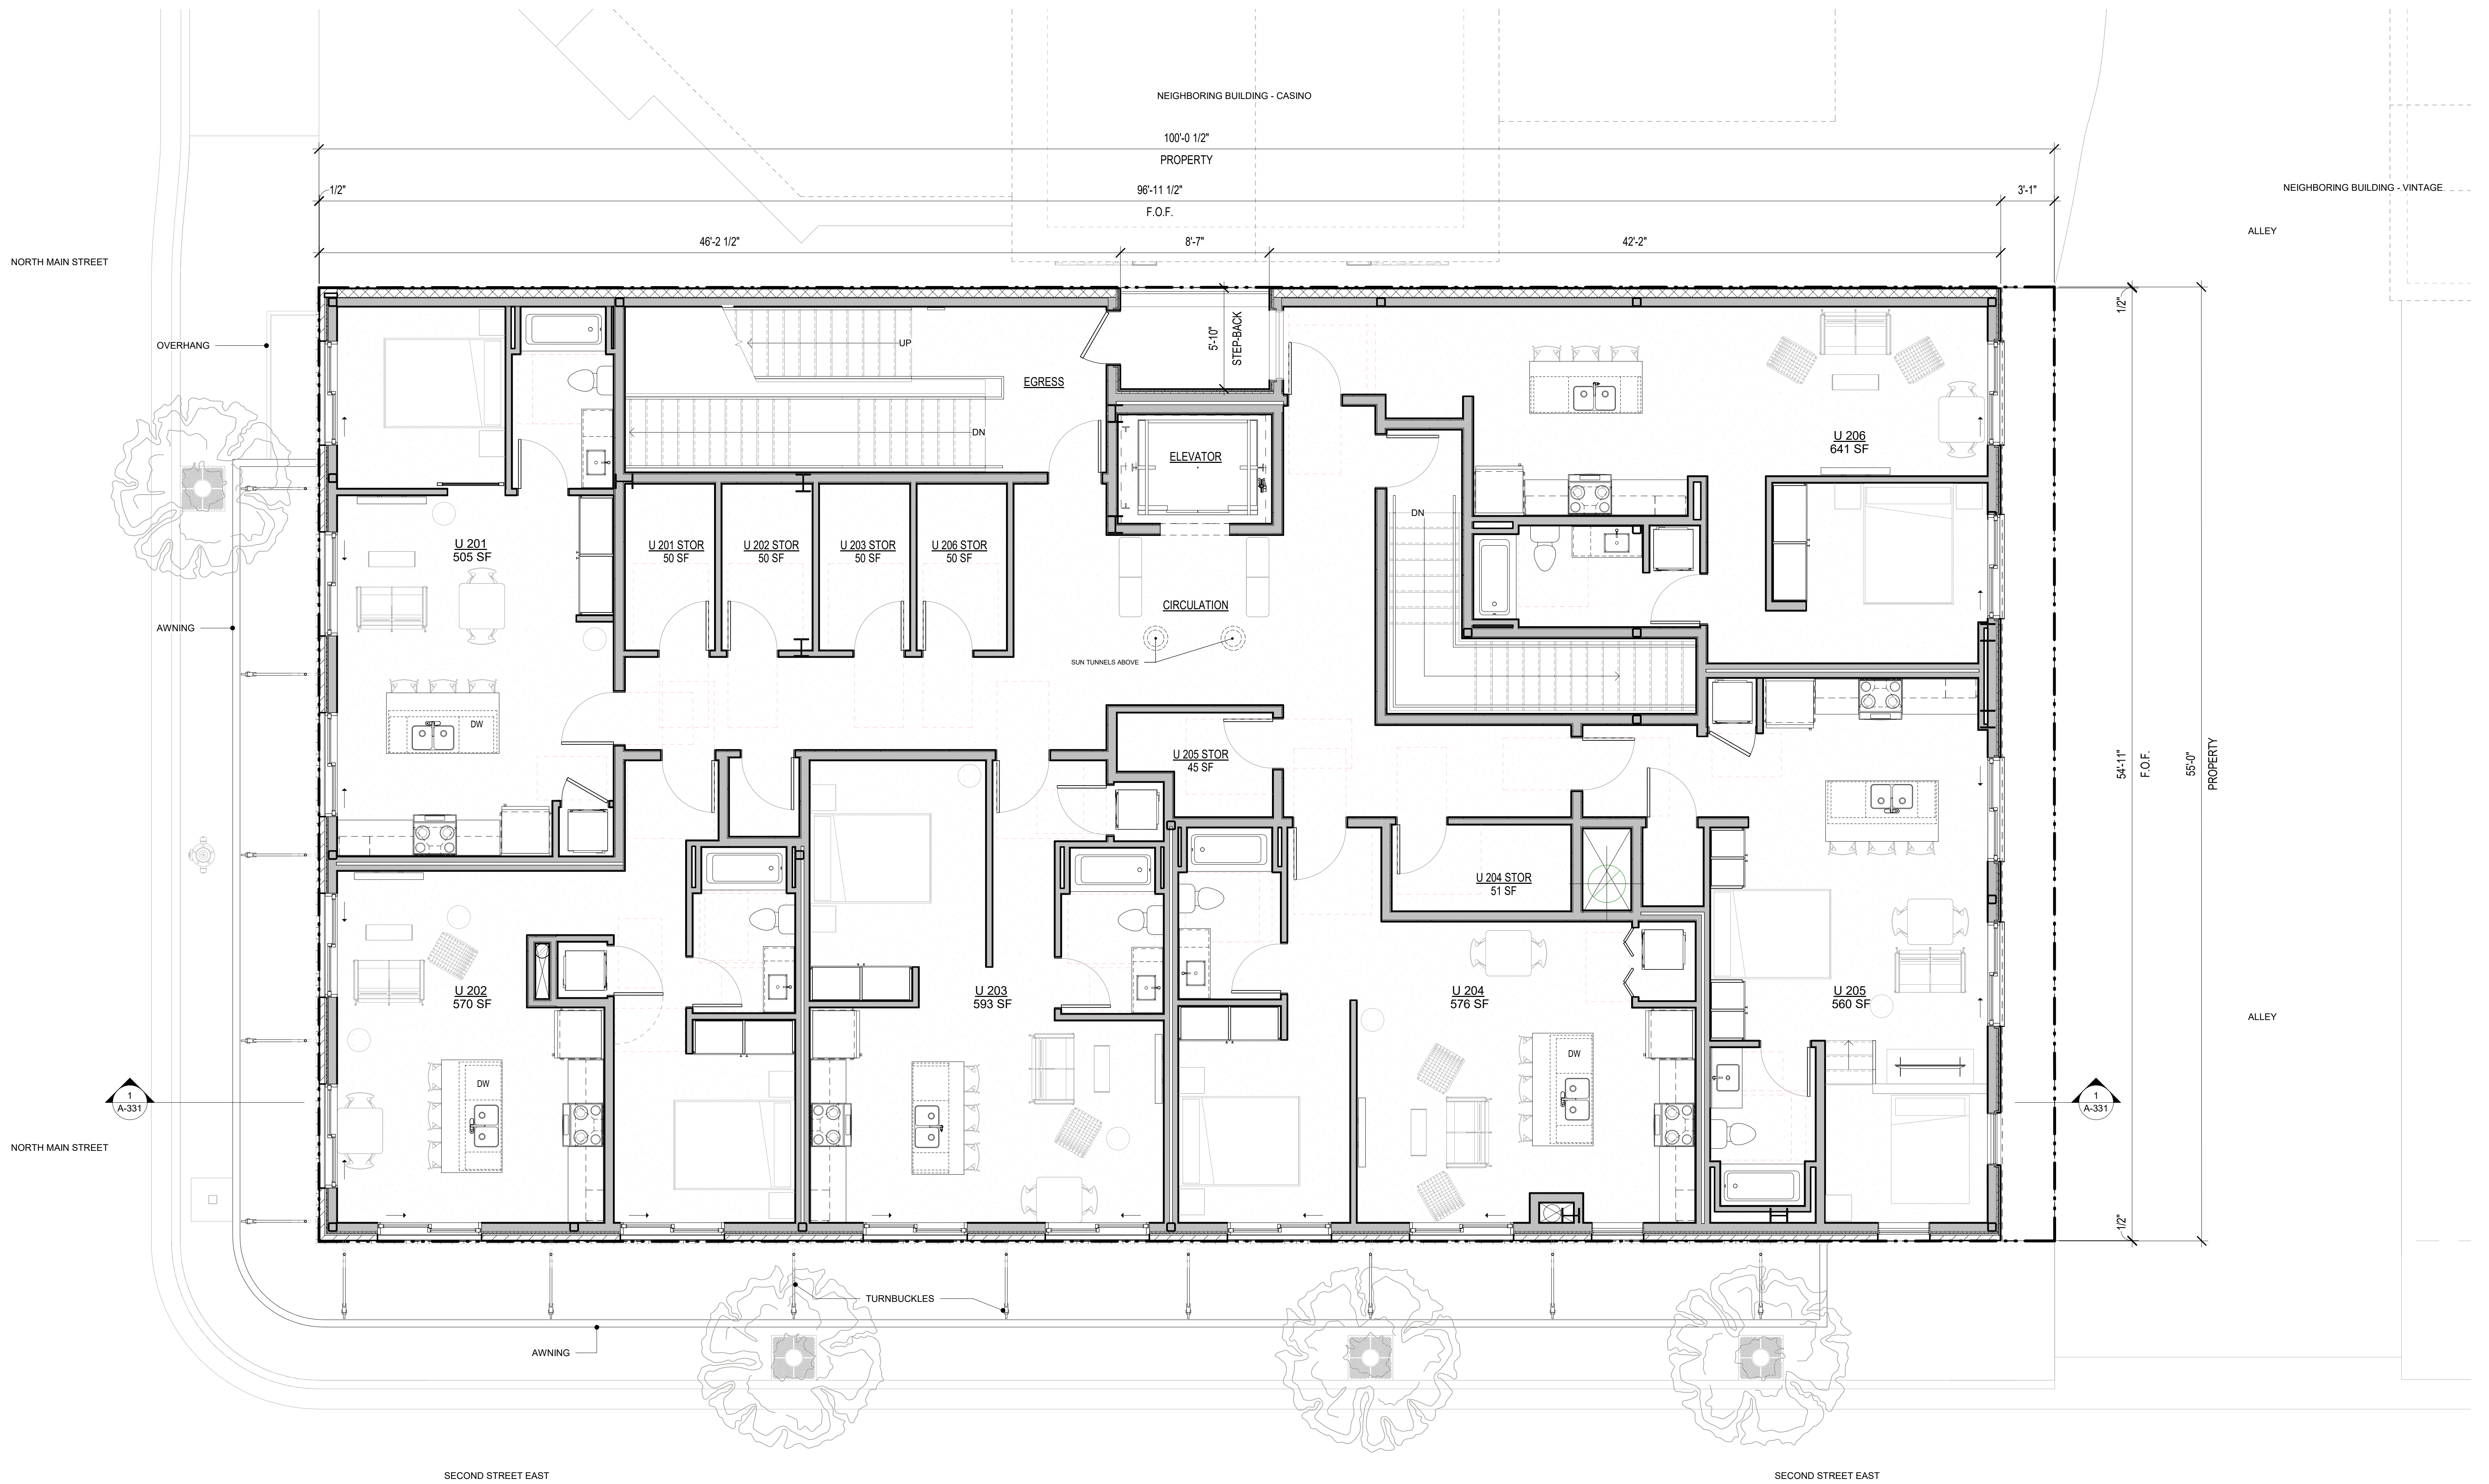 NEIGHBORING BUILDING - CASINO
100'-0 1/2"
PROPERTY
1/2"
96'-11 1/2"
3'-1"
NEIGHBORING BUILDING - VINTAGE
F.O.F.
ALLEY
46'-2 1/2"
8'-7"
42'-2"
NORTH MAIN STREET
1/2"
OVERHANG
UP
5'-10"
STEP-BACK
EGRESS
DN
ELEVATOR
U 206
641 SF
DN
U 201
505 SF
U 201 STOR
50 SF
U 202 STOR
50 SF
U 203 STOR
50 SF
U 206 STOR
50 SF
CIRCULATION
AWNING
SUN TUNNELS ABOVE
DW
U 205 STOR
45 SF
54'-11"
F.O.F.
55'-0"
PROPERTY
U 204 STOR
51 SF
U 202
570 SF
U 203
593 SF
U 204
576 SF
U 205
560 SF
ALLEY
DW
DW
1
A-331
1
A-331
NORTH MAIN STREET
1/2"
TURNBUCKLES
AWNING
SECOND STREET EAST
SECOND STREET EAST